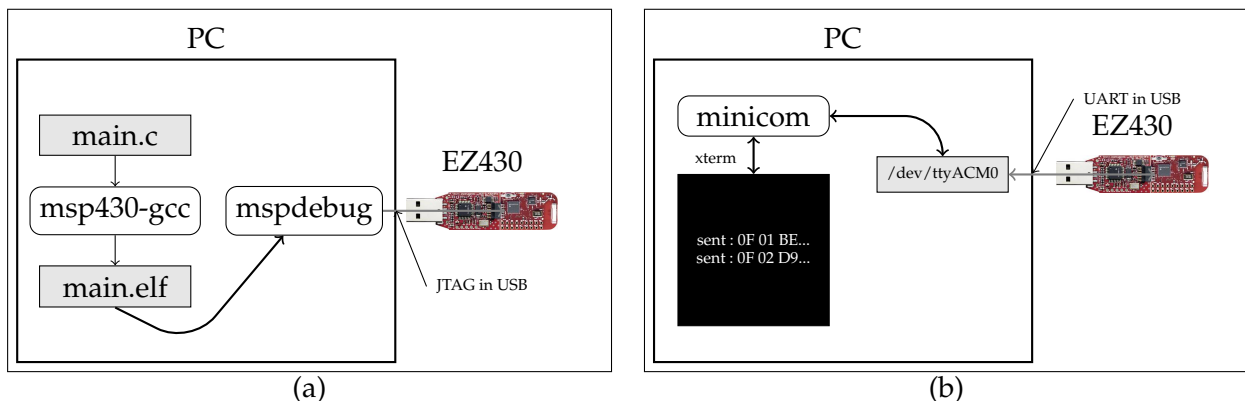 PC
main.c
msp430-gcc
main.elf
mspdebug
EZ430
JTAG in USB
(a)
PC
minicom
xterm
sent : 0F 01 BE...
sent : 0F 02 D9...
/dev/ttyACM0
UART in USB
EZ430
(b)